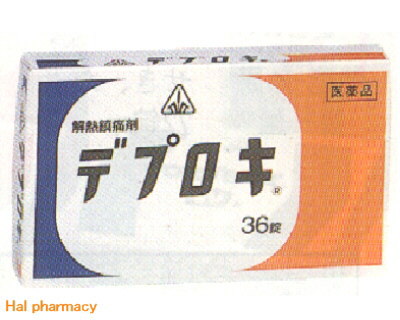 医薬品
解熱鎮痛剤
デプロキ®
36錠
Hal pharmacy